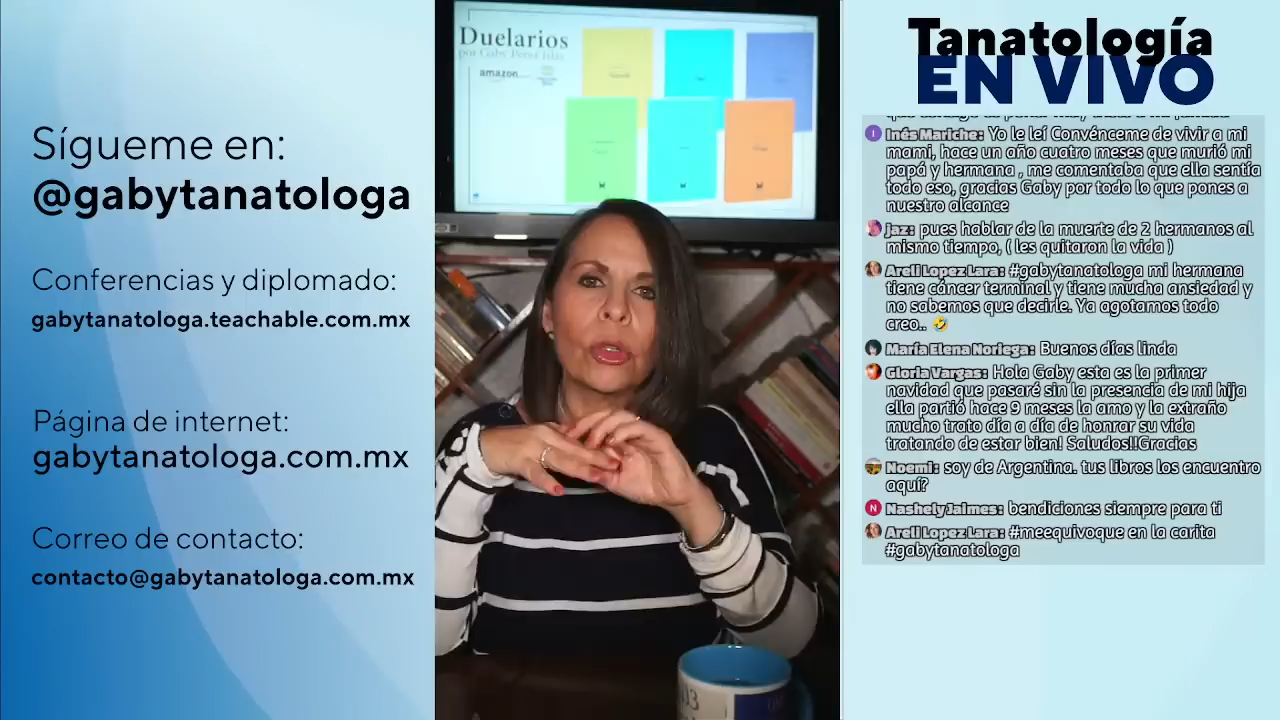 Sígueme en:
@gabytanatologa
Conferencias y diplomado:
gabytanatologa.teachable.com.mx
Página de internet:
gabytanatologa.com.mx
Correo de contacto:
contacto@gabytanatologa.com.mx
Duelarios
por Gaby Pérez Islas
amazon
Tanatología
EN VIVO
Inés Mariche: Yo le leí Convénceme de vivir a mi
mami, hace un año cuatro meses que murió mi
papá y hermana , me comentaba que ella sentía
todo eso, gracias Gaby por todo lo que pones a
nuestro alcance
jaz: pues hablar de la muerte de 2 hermanos al
mismo tiempo, ( les quitaron la vida )
Areli Lopez Lara: #gabytanatologa mi hermana
tiene cáncer terminal y tiene mucha ansiedad y
no sabemos que decirle. Ya agotamos todo
creo.. 🤣
María Elena Noriega: Buenos días linda
Gloria Vargas: Hola Gaby esta es la primer
navidad que pasaré sin la presencia de mi hija
ella partió hace 9 meses la amo y la extraño
mucho trato día a día de honrar su vida
tratando de estar bien! Saludos!!Gracias
Noemi: soy de Argentina. tus libros los encuentro
aquí?
Nashely Jaimes: bendiciones siempre para ti
Areli Lopez Lara: #meequivoque en la carita
#gabytanatologa